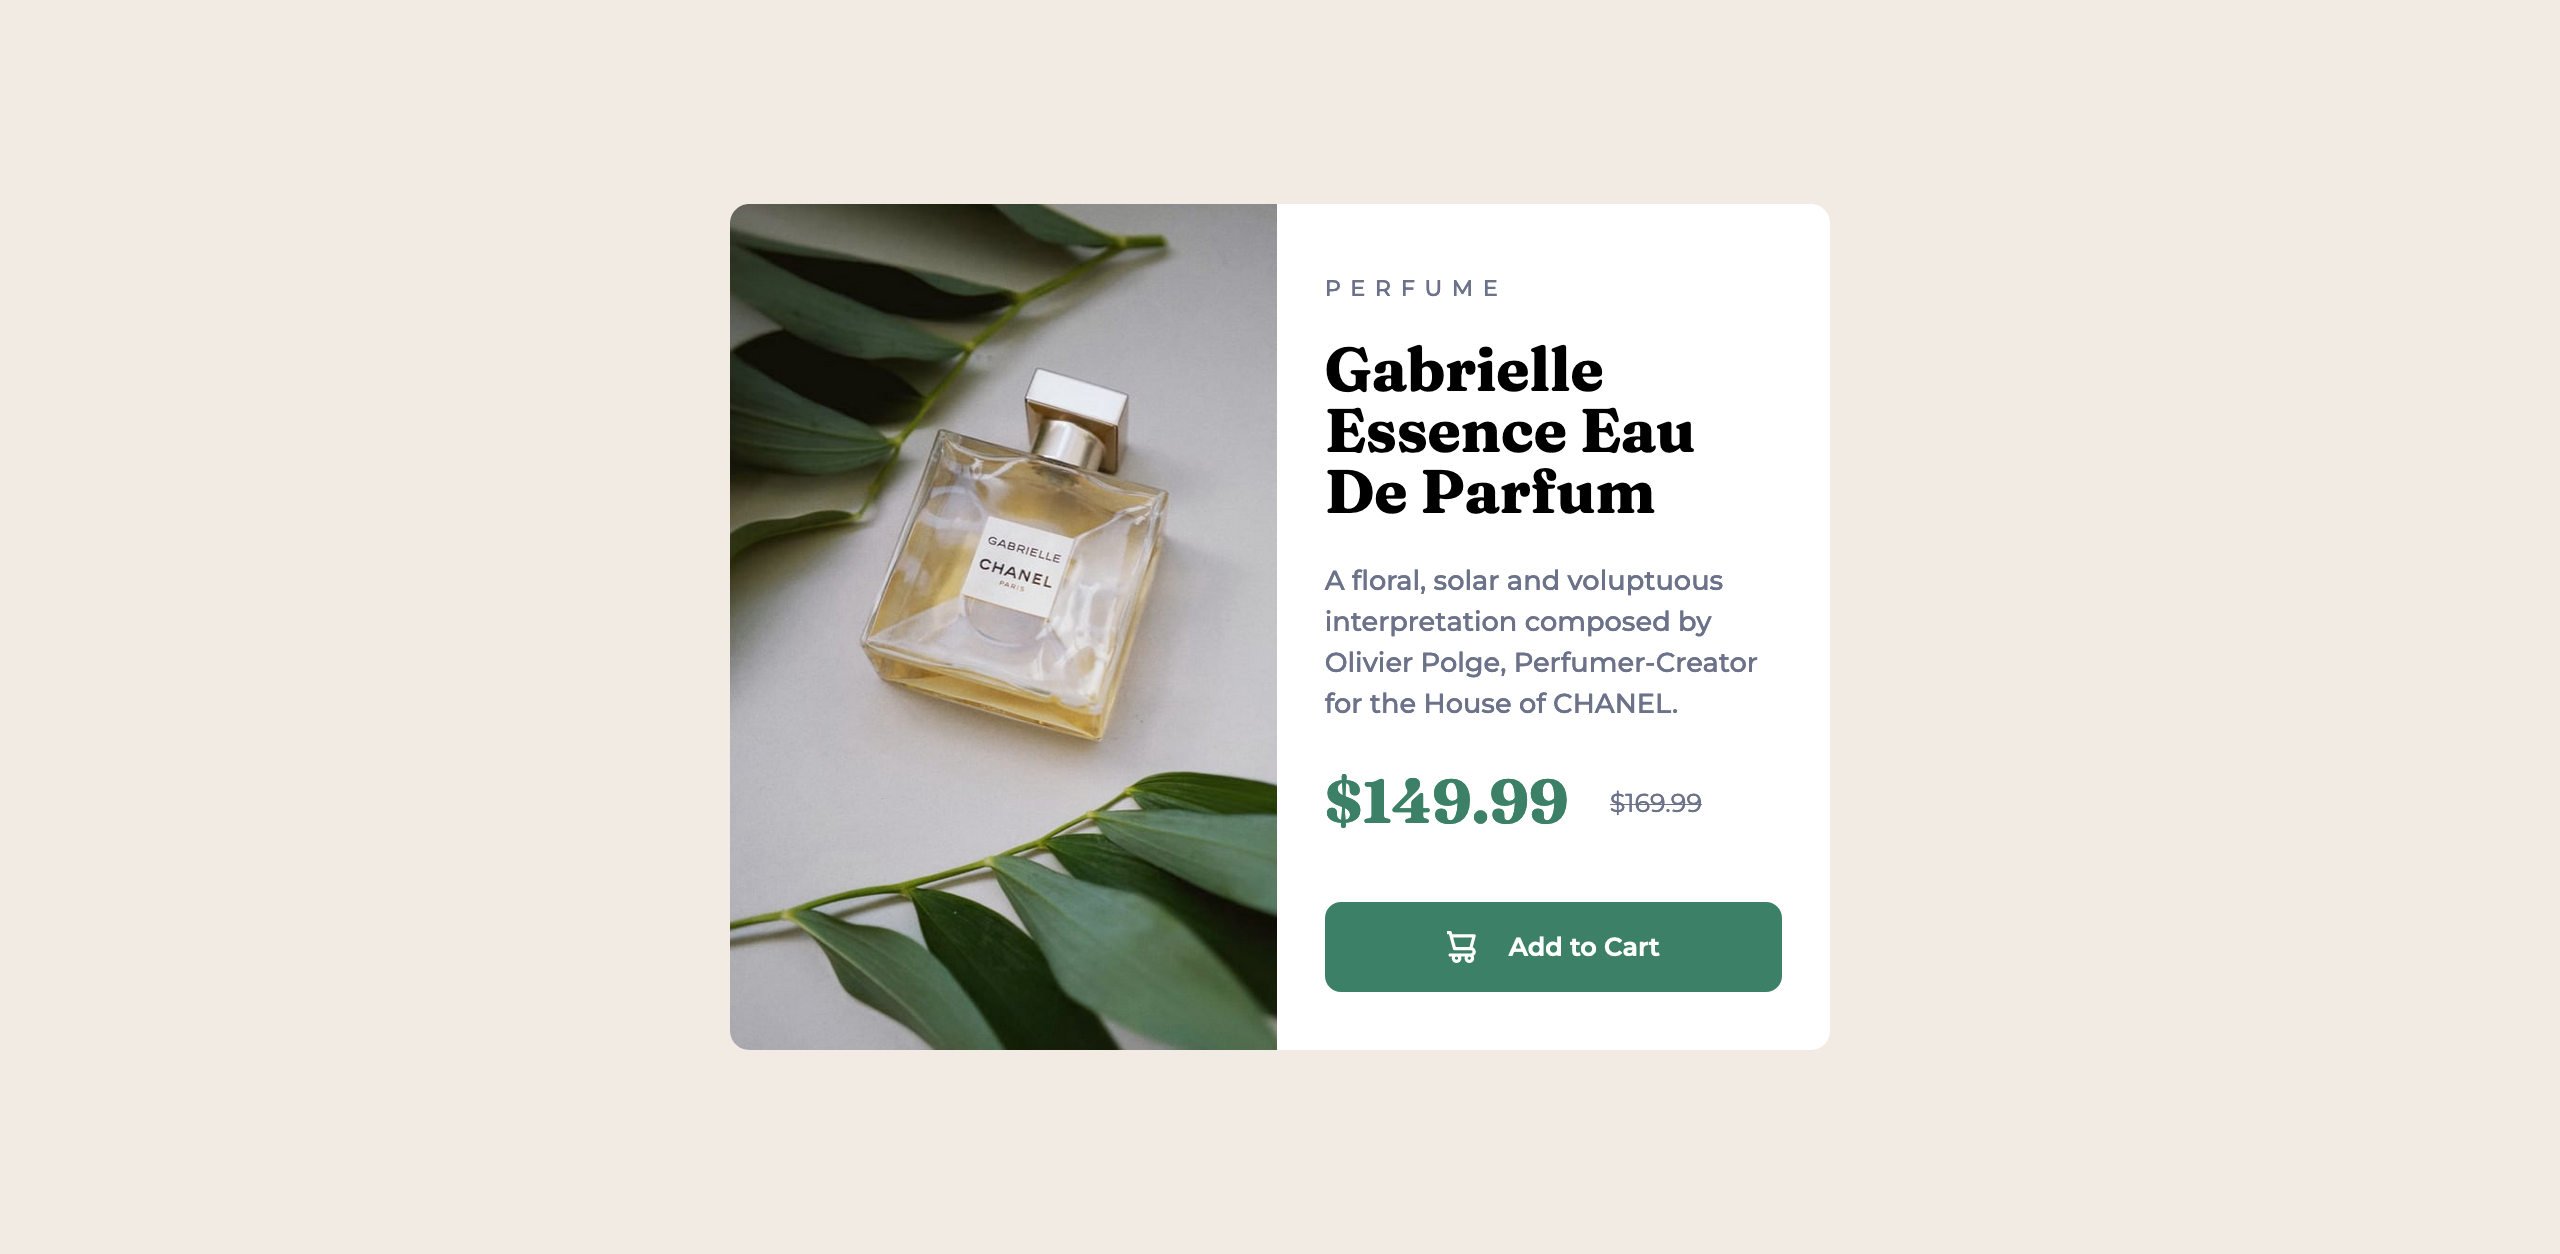 GABRIELLE
CHANEL
PARIS
PERFUME
Gabrielle
Essence Eau
De Parfum
A floral, solar and voluptuous
interpretation composed by
Olivier Polge, Perfumer-Creator
for the House of CHANEL.
$149.99 $169.99
Add to Cart